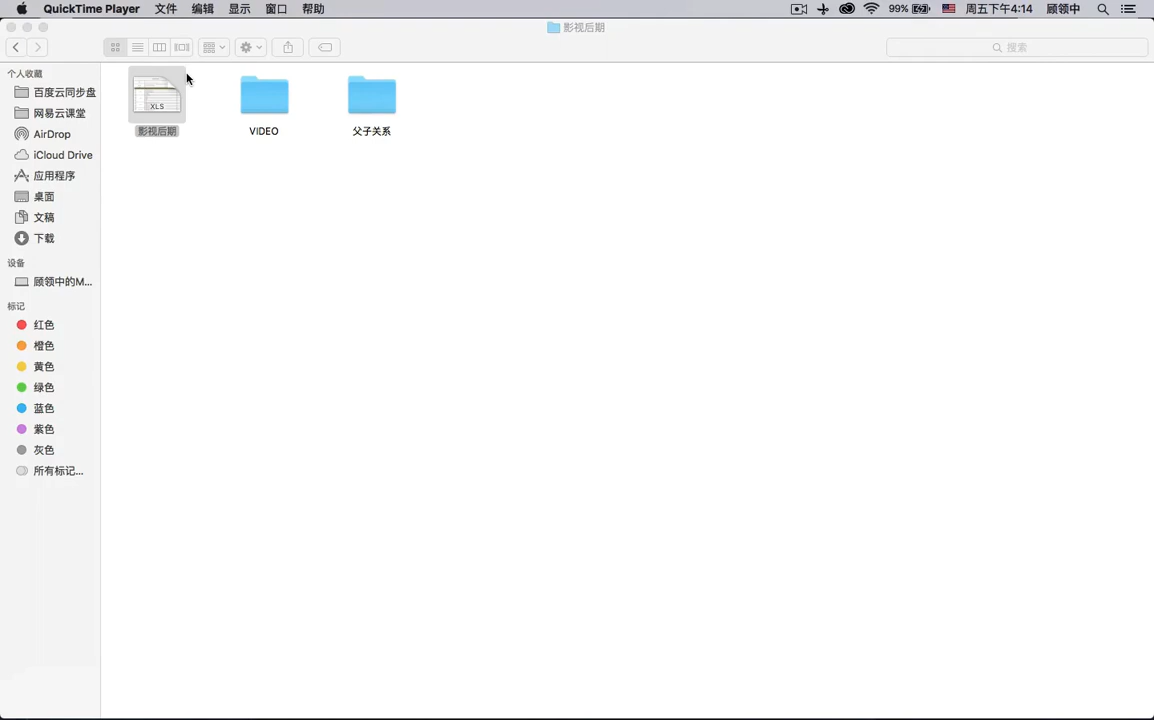 QuickTime Player 文件 编辑 显示 窗口 帮助 99% 周五下午4:14 顾领中
影视后期
搜索
个人收藏
百度云同步盘
网易云课堂
AirDrop
iCloud Drive
应用程序
桌面
文稿
下载
设备
顾领中的M...
标记
红色
橙色
黄色
绿色
蓝色
紫色
灰色
所有标记...
XLS
影视后期 VIDEO 父子关系